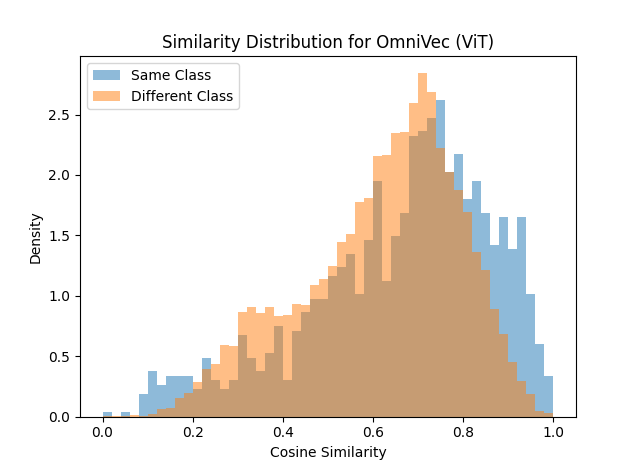 Similarity Distribution for OmniVec (ViT)
Same Class
Different Class
Density
2.5
2.0
1.5
1.0
0.5
0.0
0.0 0.2 0.4 0.6 0.8 1.0
Cosine Similarity